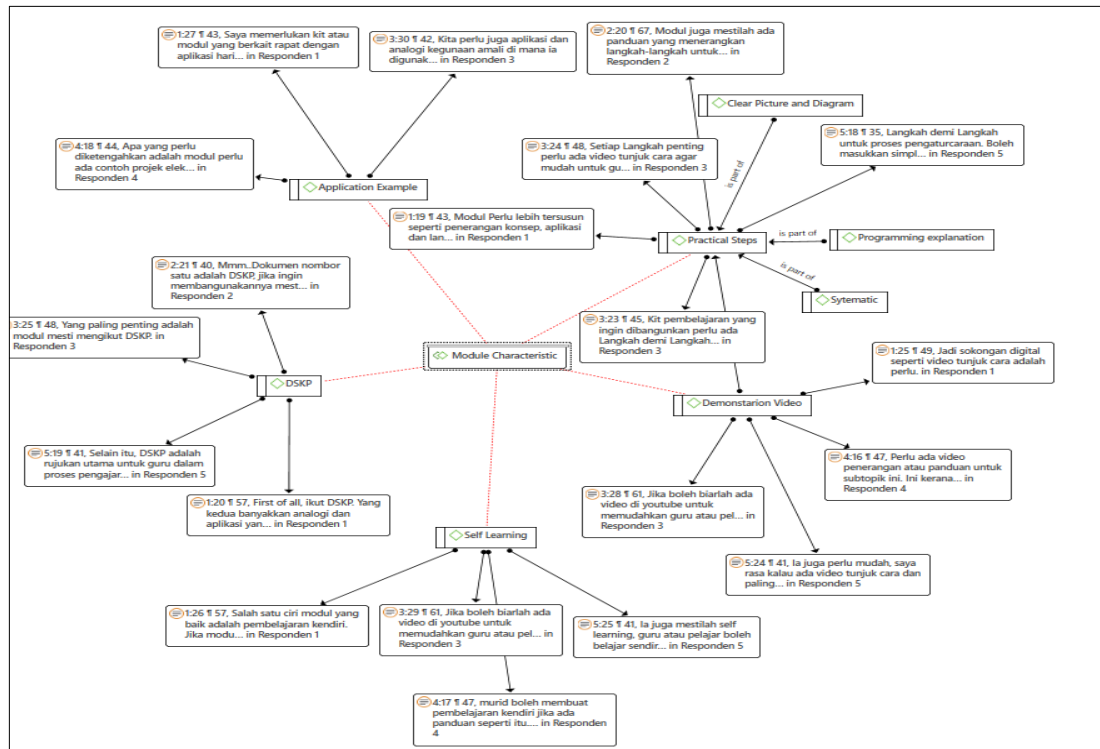 1:27 ¶ 43, Saya memerlukan kit atau
modul yang berkait rapat dengan
aplikasi hari... in Responden 1
3:30 ¶ 42, Kita perlu juga aplikasi dan
analogi kegunaan amali di mana ia
digunak... in Responden 3
2:20 ¶ 67, Modul juga mestilah ada
panduan yang menerangkan
langkah-langkah untuk... in
Responden 2
Clear Picture and Diagram
4:18 ¶ 44, Apa yang perlu
diketengahkan adalah modul perlu
ada contoh projek elek... in
Responden 4
3:24 ¶ 48, Setiap Langkah penting
perlu ada video tunjuk cara agar
mudah untuk gu... in Responden 3
5:18 ¶ 35, Langkah demi Langkah
untuk proses pengaturcaraan. Boleh
masukkan simpl... in Responden 5
is part of
Application Example
1:19 ¶ 43, Modul Perlu lebih tersusun
seperti penerangan konsep, aplikasi
dan lan... in Responden 1
Practical Steps
is part of
Programming explanation
is part of
Sytematic
2:21 ¶ 40, Mmm..Dokumen nombor
satu adalah DSKP, jika ingin
membangunakannya mest... in
Responden 2
3:25 ¶ 48, Yang paling penting adalah
modul mesti mengikut DSKP. in
Responden 3
3:23 ¶ 45, Kit pembelajaran yang
ingin dibangunkan perlu ada
Langkah demi Langkah... in
Responden 3
Module Characteristic
1:25 ¶ 49, Jadi sokongan digital
seperti video tunjuk cara adalah
perlu. in Responden 1
DSKP
Demonstarion Video
5:19 ¶ 41, Selain itu, DSKP adalah
rujukan utama untuk guru dalam
proses pengajar... in Responden 5
4:16 ¶ 47, Perlu ada video
penerangan atau panduan untuk
subtopik ini. Ini kerana... in
Responden 4
1:20 ¶ 57, First of all, ikut DSKP. Yang
kedua banyakkan analogi dan
aplikasi yan... in Responden 1
3:28 ¶ 61, Jika boleh biarlah ada
video di youtube untuk
memudahkan guru atau pel... in
Responden 3
Self Learning
5:24 ¶ 41, Ia juga perlu mudah, saya
rasa kalau ada video tunjuk cara dan
paling... in Responden 5
1:26 ¶ 57, Salah satu ciri modul yang
baik adalah pembelajaran kendiri.
Jika modu... in Responden 1
3:29 ¶ 61, Jika boleh biarlah ada
video di youtube untuk
memudahkan guru atau pel... in
Responden 3
5:25 ¶ 41, Ia juga mestilah self
learning, guru atau pelajar boleh
belajar sendir... in Responden 5
4:17 ¶ 47, murid boleh membuat
pembelajaran kendiri jika ada
panduan seperti itu.... in Responden
4